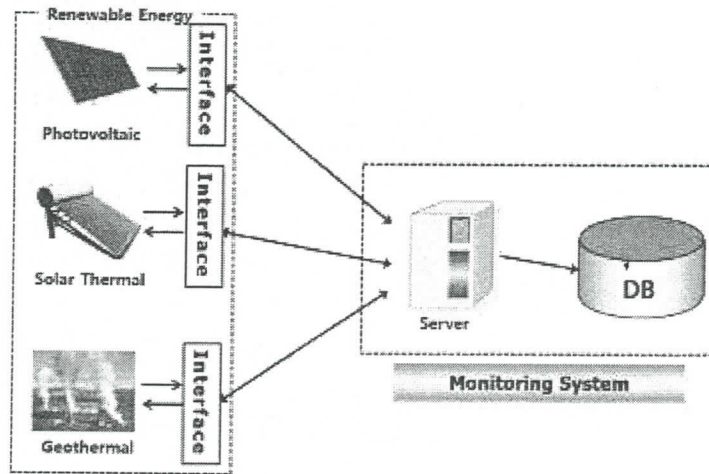 Renewable Energy
Interface
Photovoltaic
Interface
Solar Thermal
Interface
Geothermal
Server
DB
Monitoring System